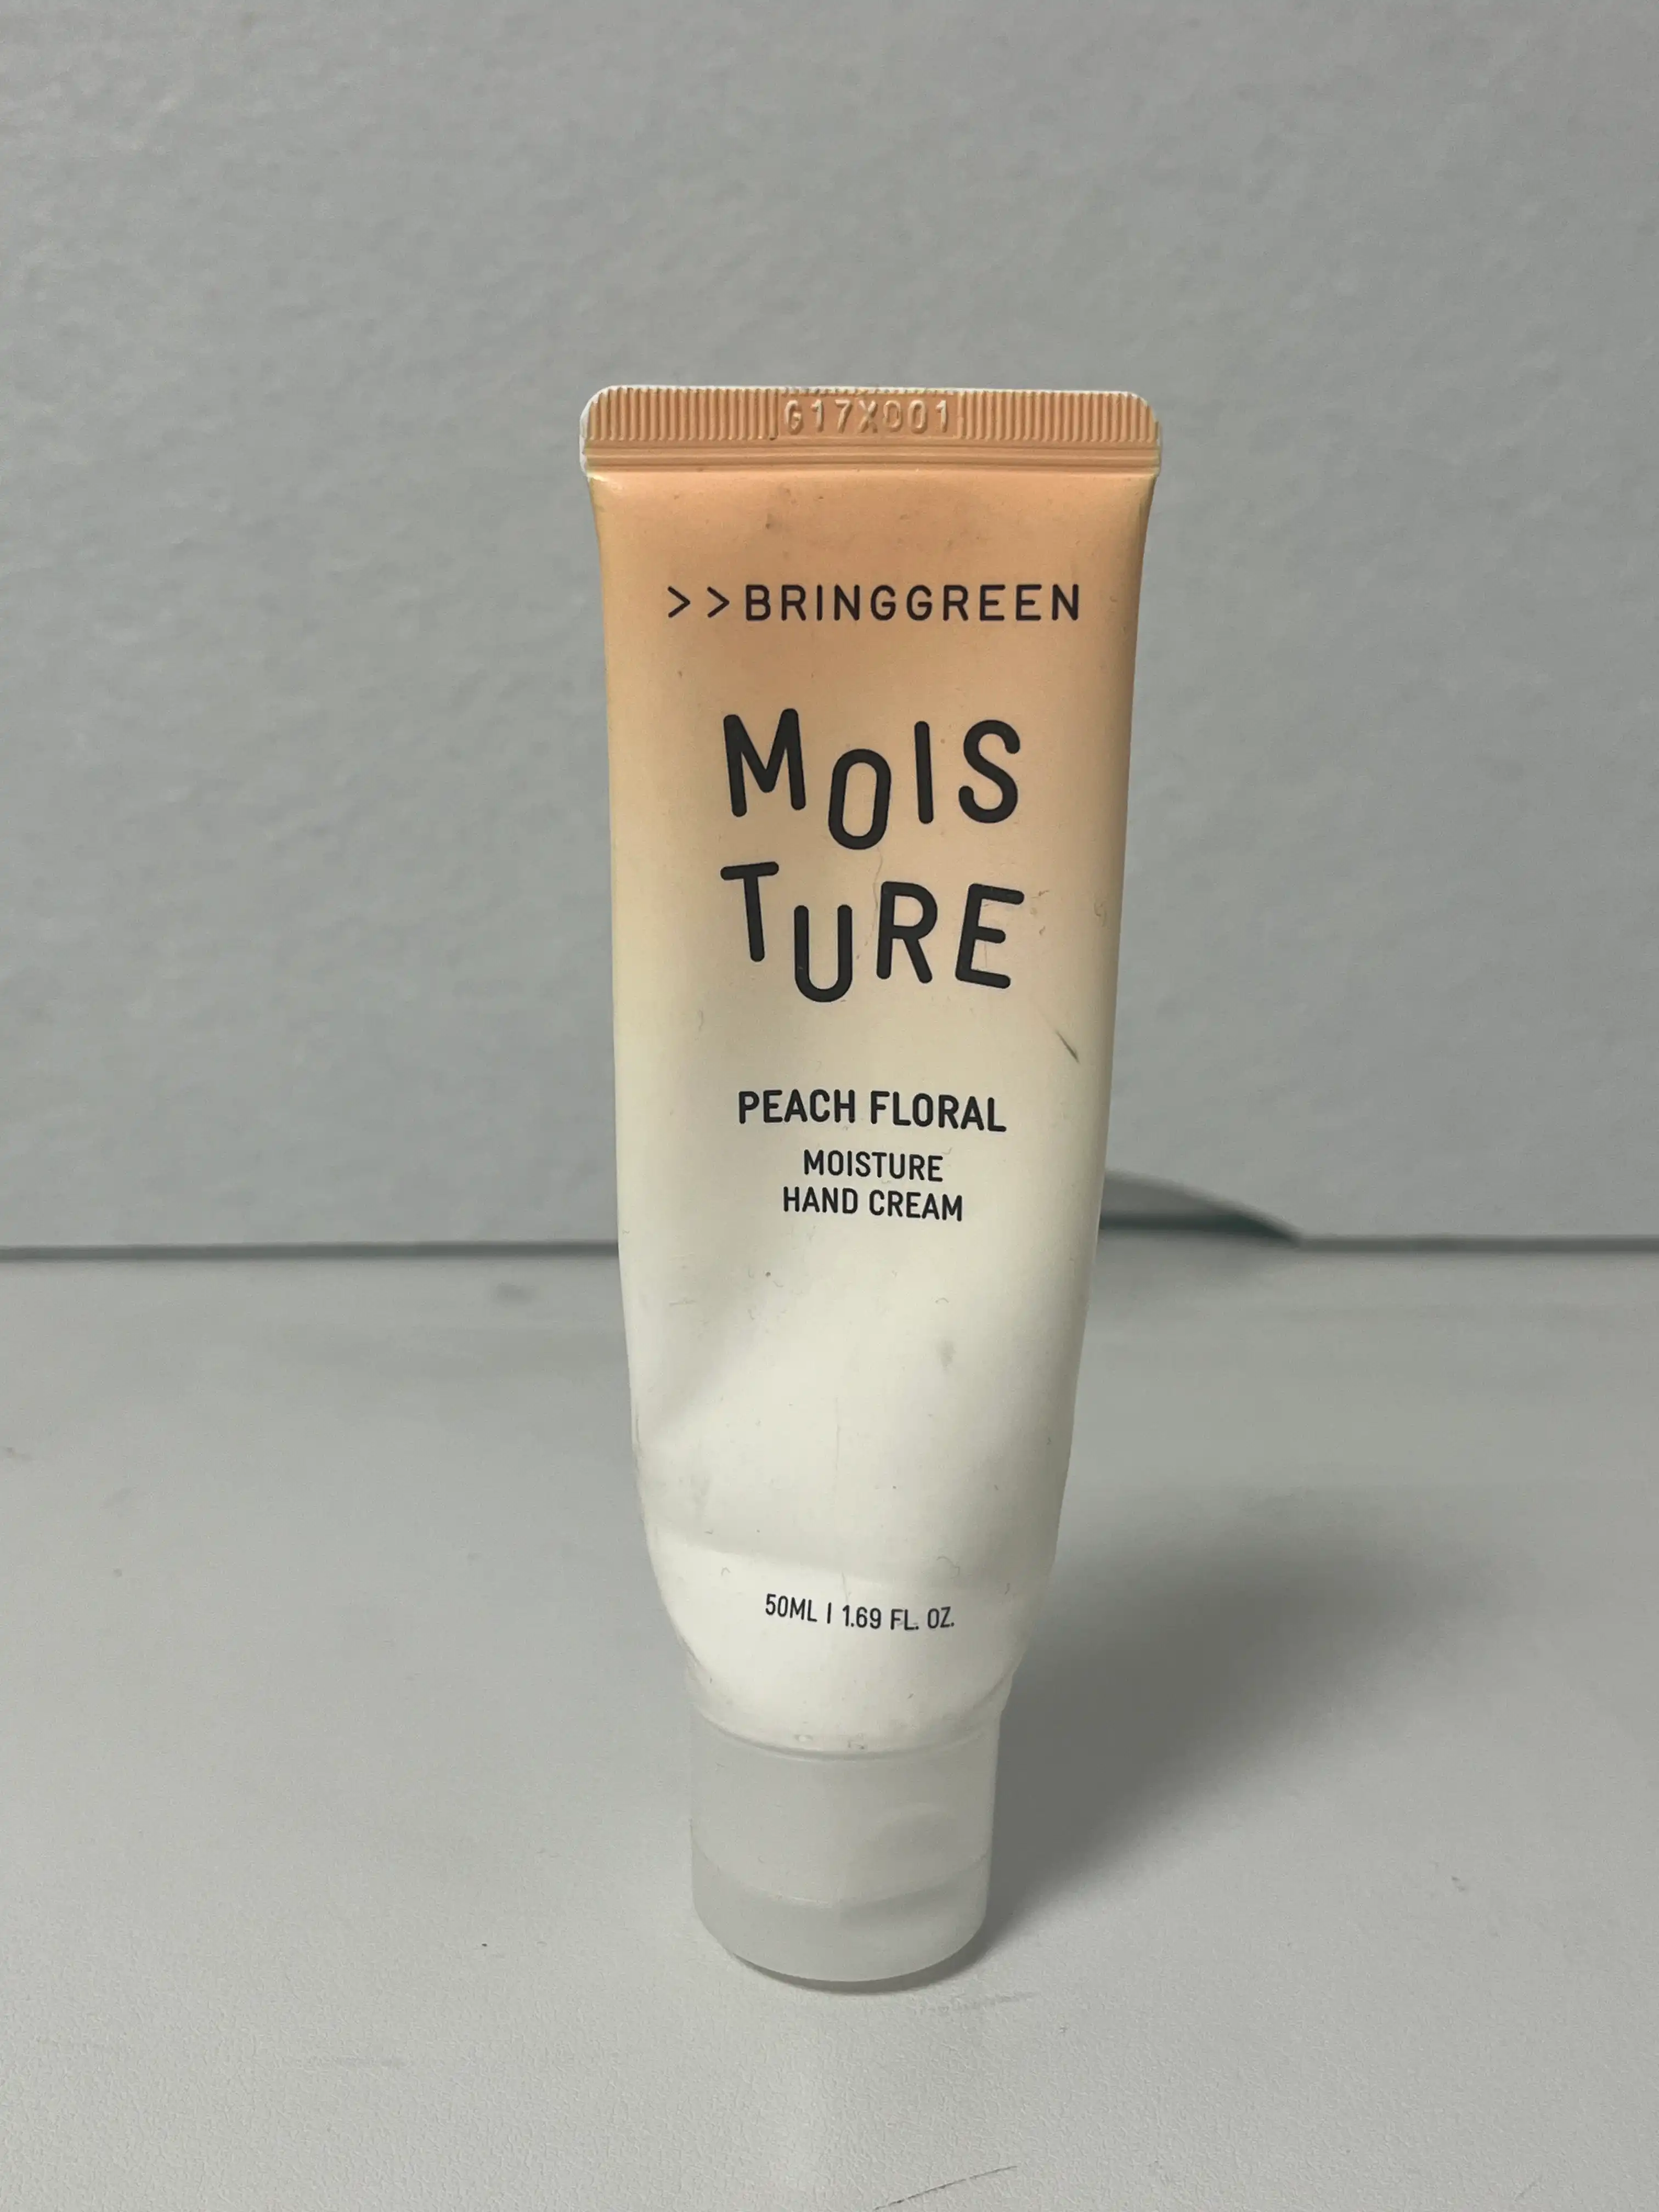 G17X001
>>BRINGGREEN
MOIS
TURE
PEACH FLORAL
MOISTURE
HAND CREAM
50ML | 1.69 FL. OZ.